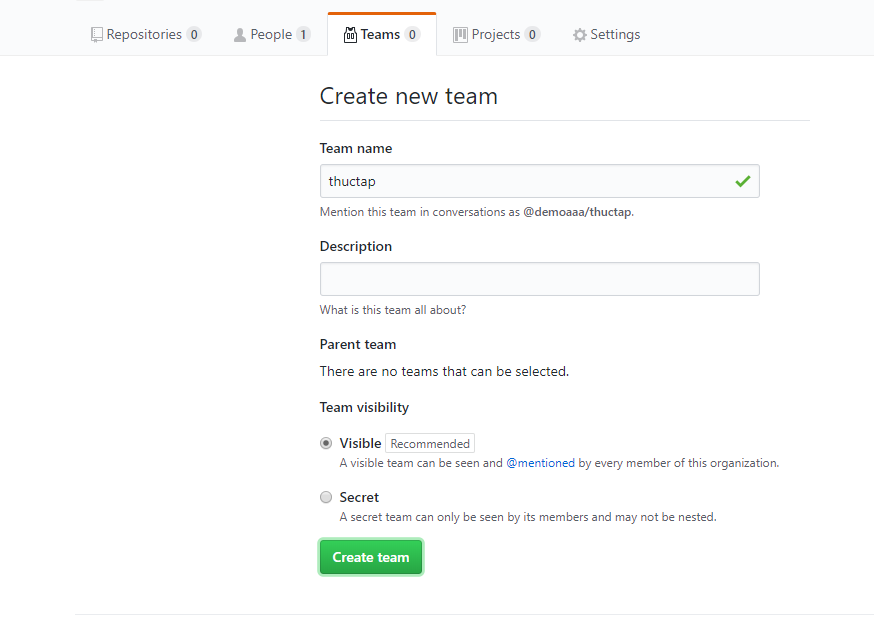 Repositories 0 People 1 Teams 0 Projects 0 Settings
Create new team
Team name
thuctap
Mention this team in conversations as @demoaaa/thuctap.
Description
What is this team all about?
Parent team
There are no teams that can be selected.
Team visibility
Visible Recommended
A visible team can be seen and @mentioned by every member of this organization.
Secret
A secret team can only be seen by its members and may not be nested.
Create team